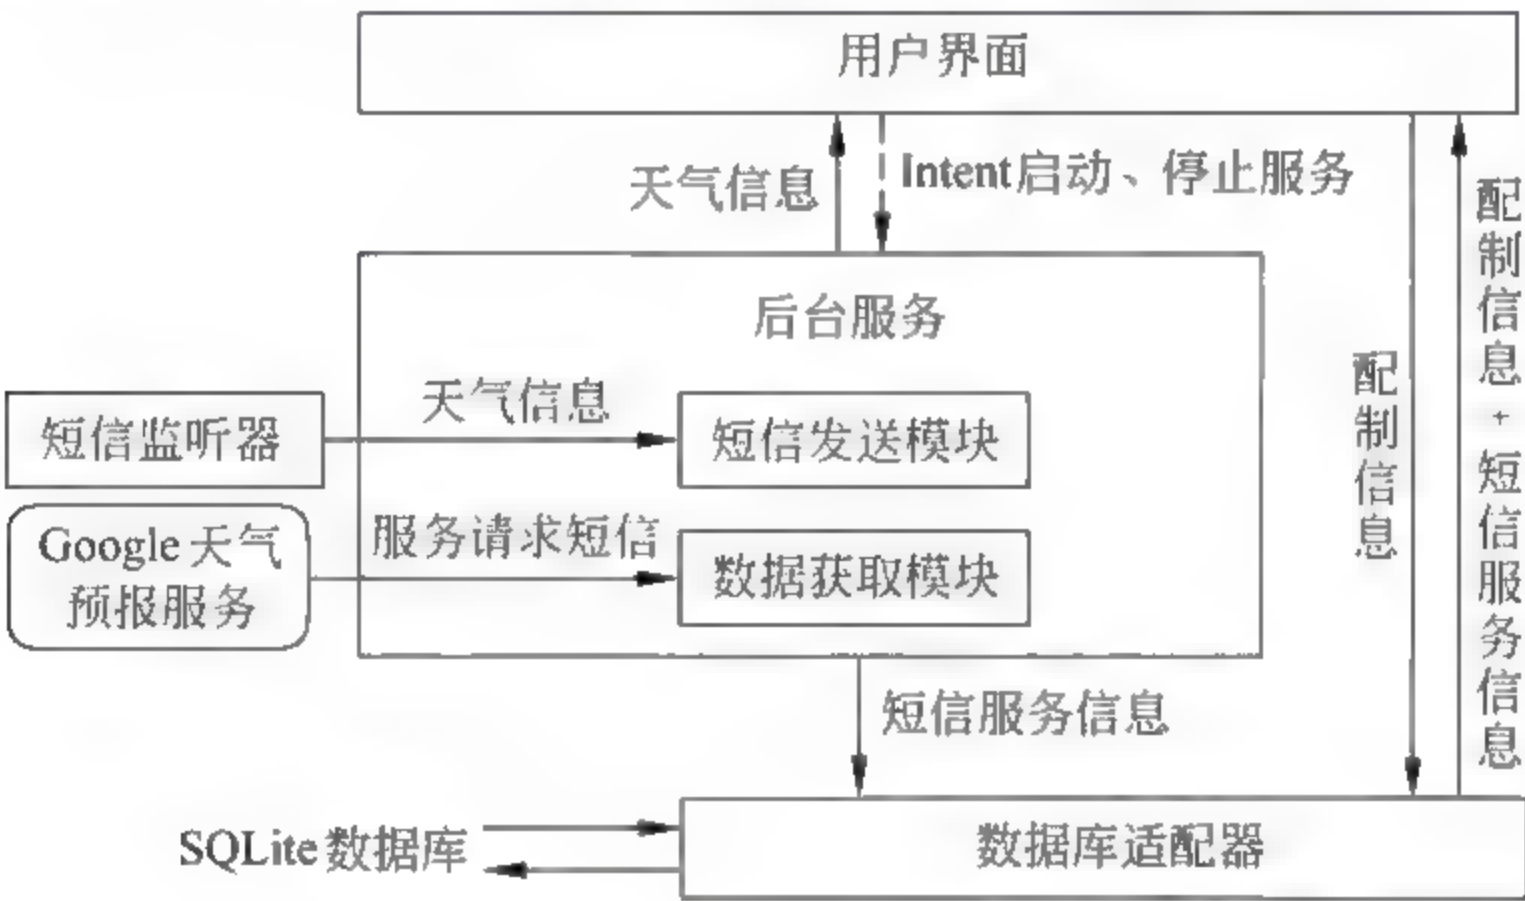 用户界面
天气信息
Intent启动、停止服务
后台服务
短信监听器
天气信息
短信发送模块
Google天气
预报服务
服务请求短信
数据获取模块
配制信息
配制信息+短信服务信息
短信服务信息
SQLite数据库
数据库适配器